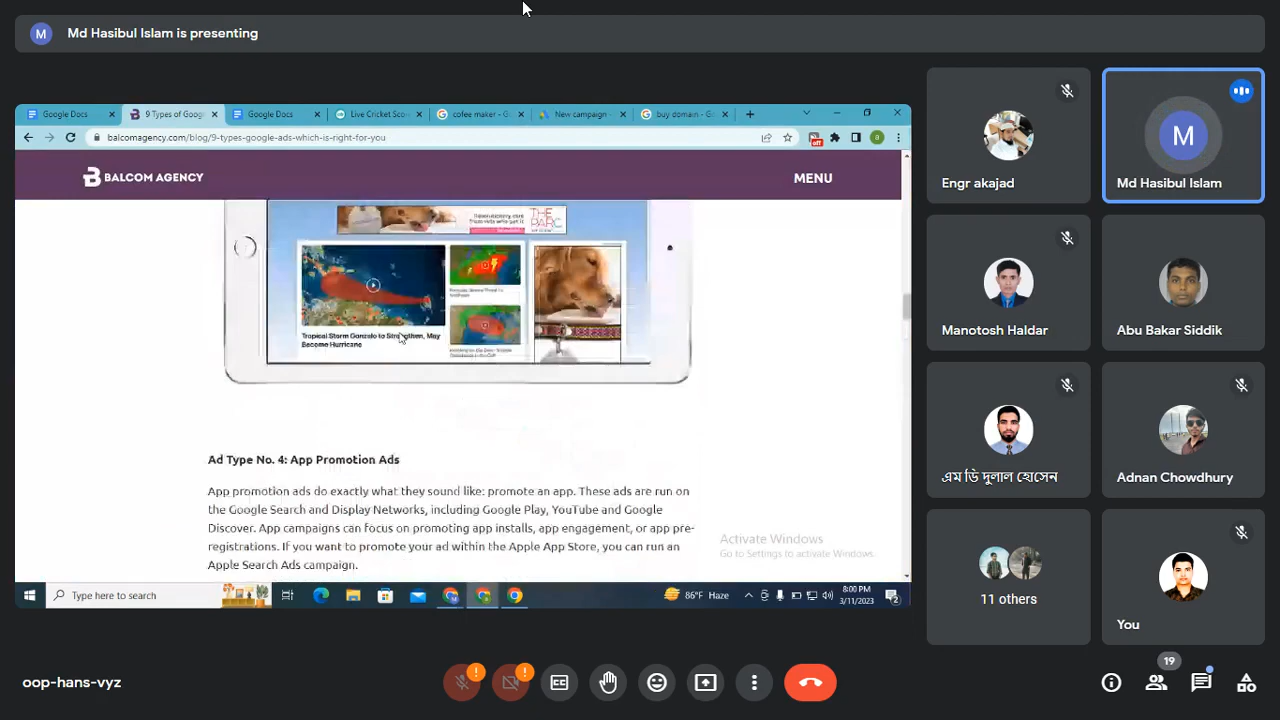 M Md Hasibul Islam is presenting
Google Docs
9 Types of Goog
Google Docs
Live Cricket Sco
cofee maker - G
New campaign -
buy domain - G
balcomagency.com/blog/9-types-google-ads-which-is-right-for-you
off
B
BALCOM AGENCY
MENU
THE
PARC
Tropical Storm Gonzalo to Strengthen, May
Become Hurricane
Ad Type No. 4: App Promotion Ads
App promotion ads do exactly what they sound like: promote an app. These ads are run on
the Google Search and Display Networks, including Google Play, YouTube and Google
Discover. App campaigns can focus on promoting app installs, app engagement, or app pre-
registrations. If you want to promote your ad within the Apple App Store, you can run an
Apple Search Ads campaign.
Activate Windows
Go to Settings to activate Windows.
Type here to search
86°F Haze
8:00 PM
3/11/2023
2
Engr akajad
M
Md Hasibul Islam
Manotosh Haldar
Abu Bakar Siddik
এম ডি দুলাল হোসেন
Adnan Chowdhury
11 others
You
oop-hans-vyz
19